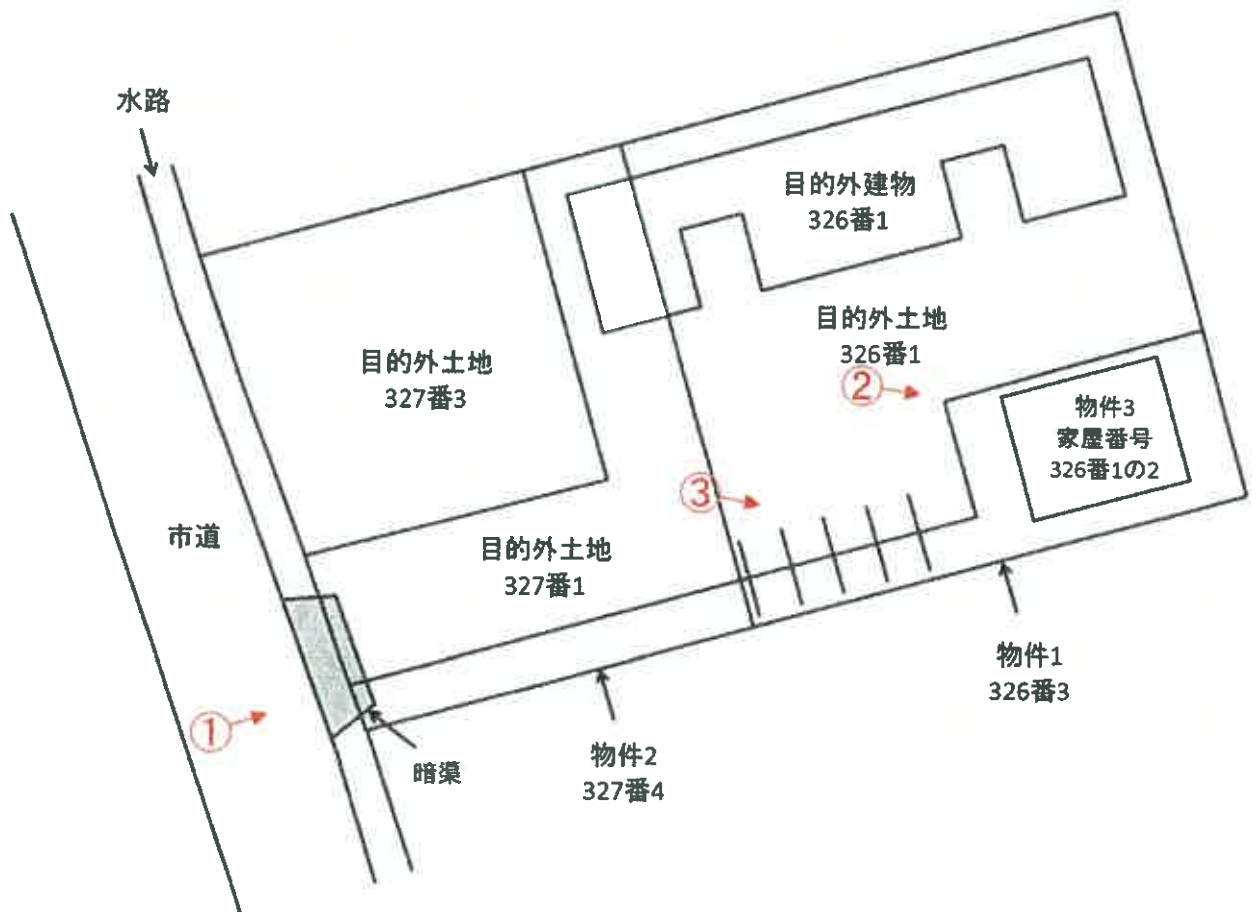 水路
目的外建物
326番1
目的外土地
326番1
目的外土地
327番3
②
物件3
家屋番号
326番1の2
③
市道
目的外土地
327番1
①
暗渠
物件2
327番4
物件1
326番3